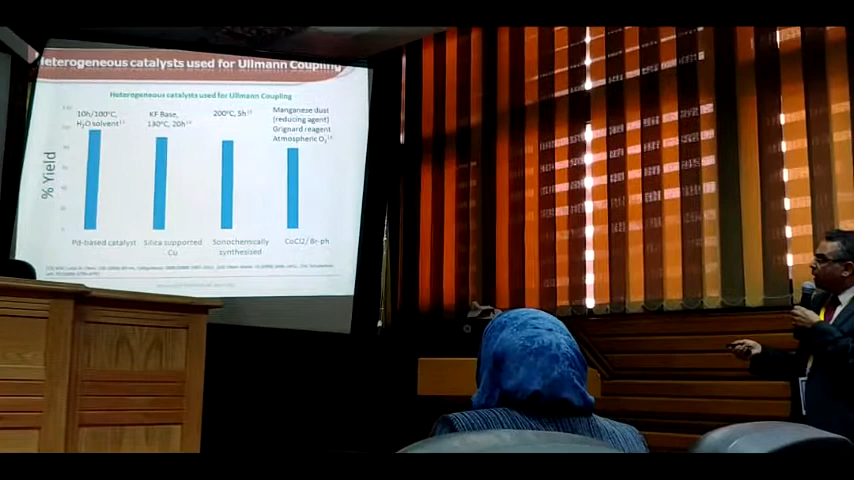 Heterogeneous catalysts used for Ullmann Coupling
Heterogeneous catalysts used for Ullmann Coupling
% Yield
10h/100°C,
H₂O solvent
KF Base,
130°C, 20h
200°C, 5h
Manganese dust
(reducing agent)
Grignard reagent
Atmospheric O₂
Pd-based catalyst
Silica supported
Cu
Sonochemically
synthesised
CoCl2/ Br-ph